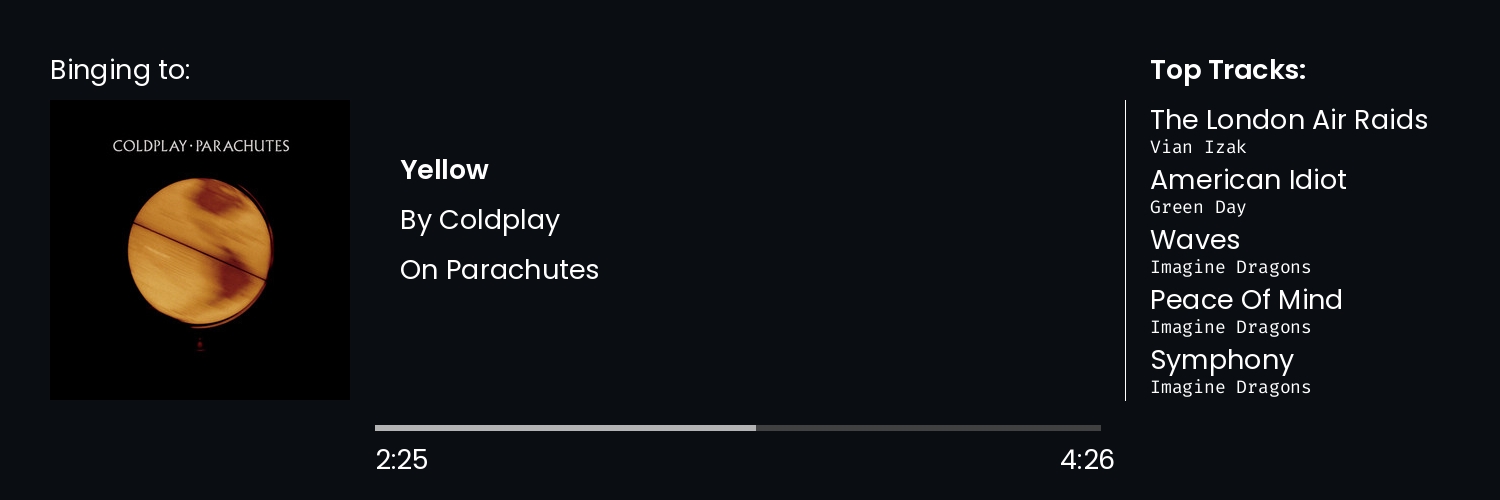 Binging to:
COLDPLAY·PARACHUTES
Yellow
By Coldplay
On Parachutes
2:25
4:26
Top Tracks:
The London Air Raids
Vian Izak
American Idiot
Green Day
Waves
Imagine Dragons
Peace Of Mind
Imagine Dragons
Symphony
Imagine Dragons